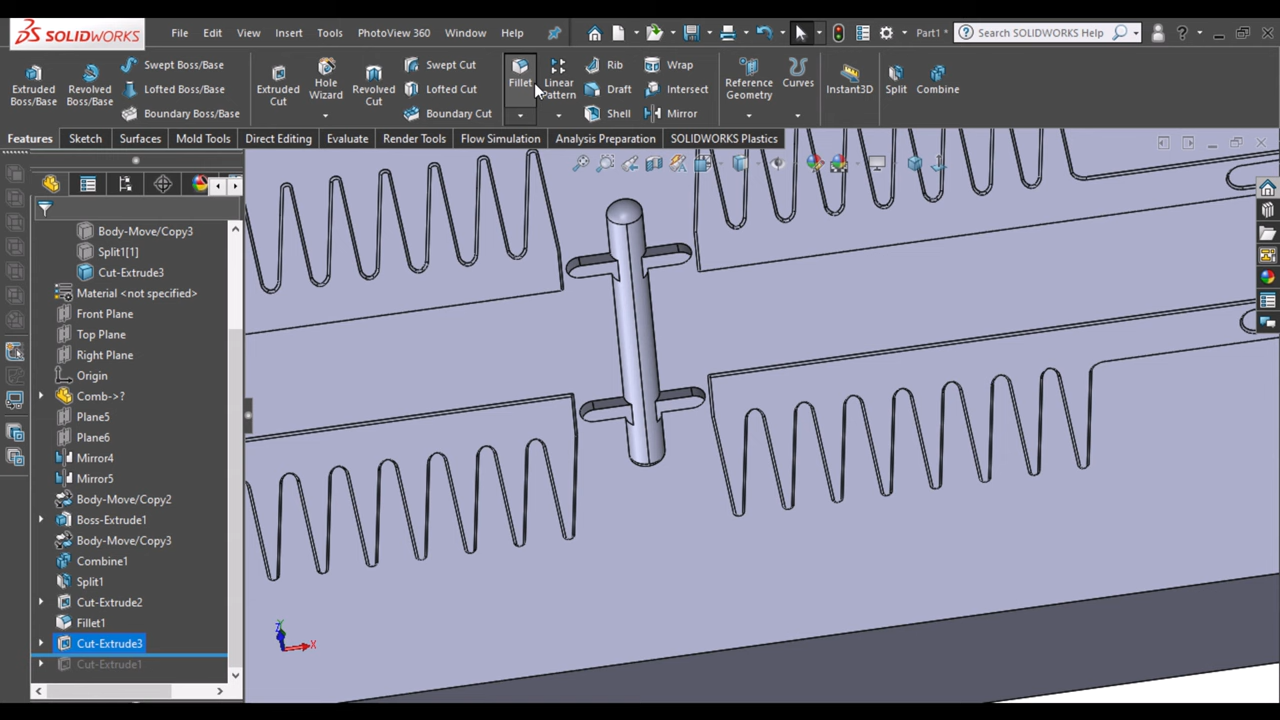 SOLIDWORKS File Edit View Insert Tools PhotoView 360 Window Help Part1* Search SOLIDWORKS Help
Extruded Boss/Base
Revolved Boss/Base
Swept Boss/Base
Lofted Boss/Base
Boundary Boss/Base
Extruded Cut
Hole Wizard
Revolved Cut
Swept Cut
Lofted Cut
Boundary Cut
Fillet
Linear Pattern
Rib
Draft
Shell
Wrap
Intersect
Mirror
Reference Geometry
Curves
Instant3D
Split
Combine
Features Sketch Surfaces Mold Tools Direct Editing Evaluate Render Tools Flow Simulation Analysis Preparation SOLIDWORKS Plastics
Body-Move/Copy3
Split1[1]
Cut-Extrude3
Material <not specified>
Front Plane
Top Plane
Right Plane
Origin
Comb->?
Plane5
Plane6
Mirror4
Mirror5
Body-Move/Copy2
Boss-Extrude1
Body-Move/Copy3
Combine1
Split1
Cut-Extrude2
Fillet1
Cut-Extrude3
Cut-Extrude1
Z
X